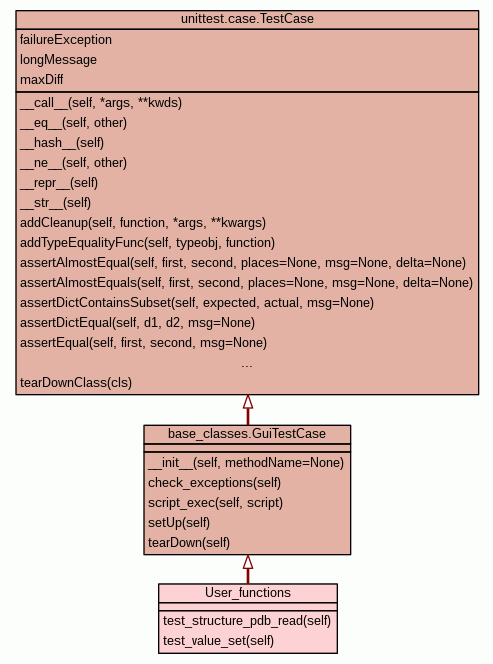 unittest.case.TestCase
failureException
longMessage
maxDiff
__call__(self, *args, **kwds)
__eq__(self, other)
__hash__(self)
__ne__(self, other)
__repr__(self)
__str__(self)
addCleanup(self, function, *args, **kwargs)
addTypeEqualityFunc(self, typeobj, function)
assertAlmostEqual(self, first, second, places=None, msg=None, delta=None)
assertAlmostEquals(self, first, second, places=None, msg=None, delta=None)
assertDictContainsSubset(self, expected, actual, msg=None)
assertDictEqual(self, d1, d2, msg=None)
assertEqual(self, first, second, msg=None)
...
tearDownClass(cls)
base_classes.GuiTestCase
__init__(self, methodName=None)
check_exceptions(self)
script_exec(self, script)
setUp(self)
tearDown(self)
User_functions
test_structure_pdb_read(self)
test_value_set(self)